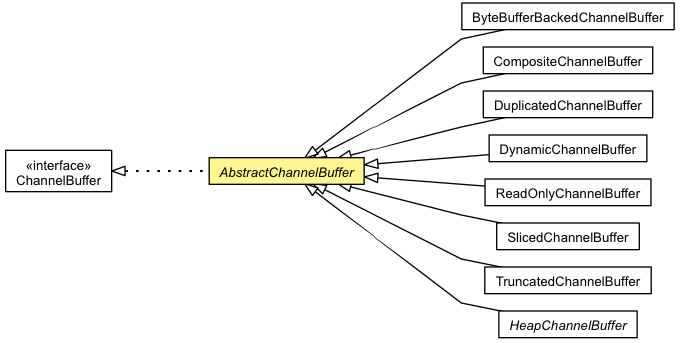 «interface»
ChannelBuffer
AbstractChannelBuffer
ByteBufferBackedChannelBuffer
CompositeChannelBuffer
DuplicatedChannelBuffer
DynamicChannelBuffer
ReadOnlyChannelBuffer
SlicedChannelBuffer
TruncatedChannelBuffer
HeapChannelBuffer